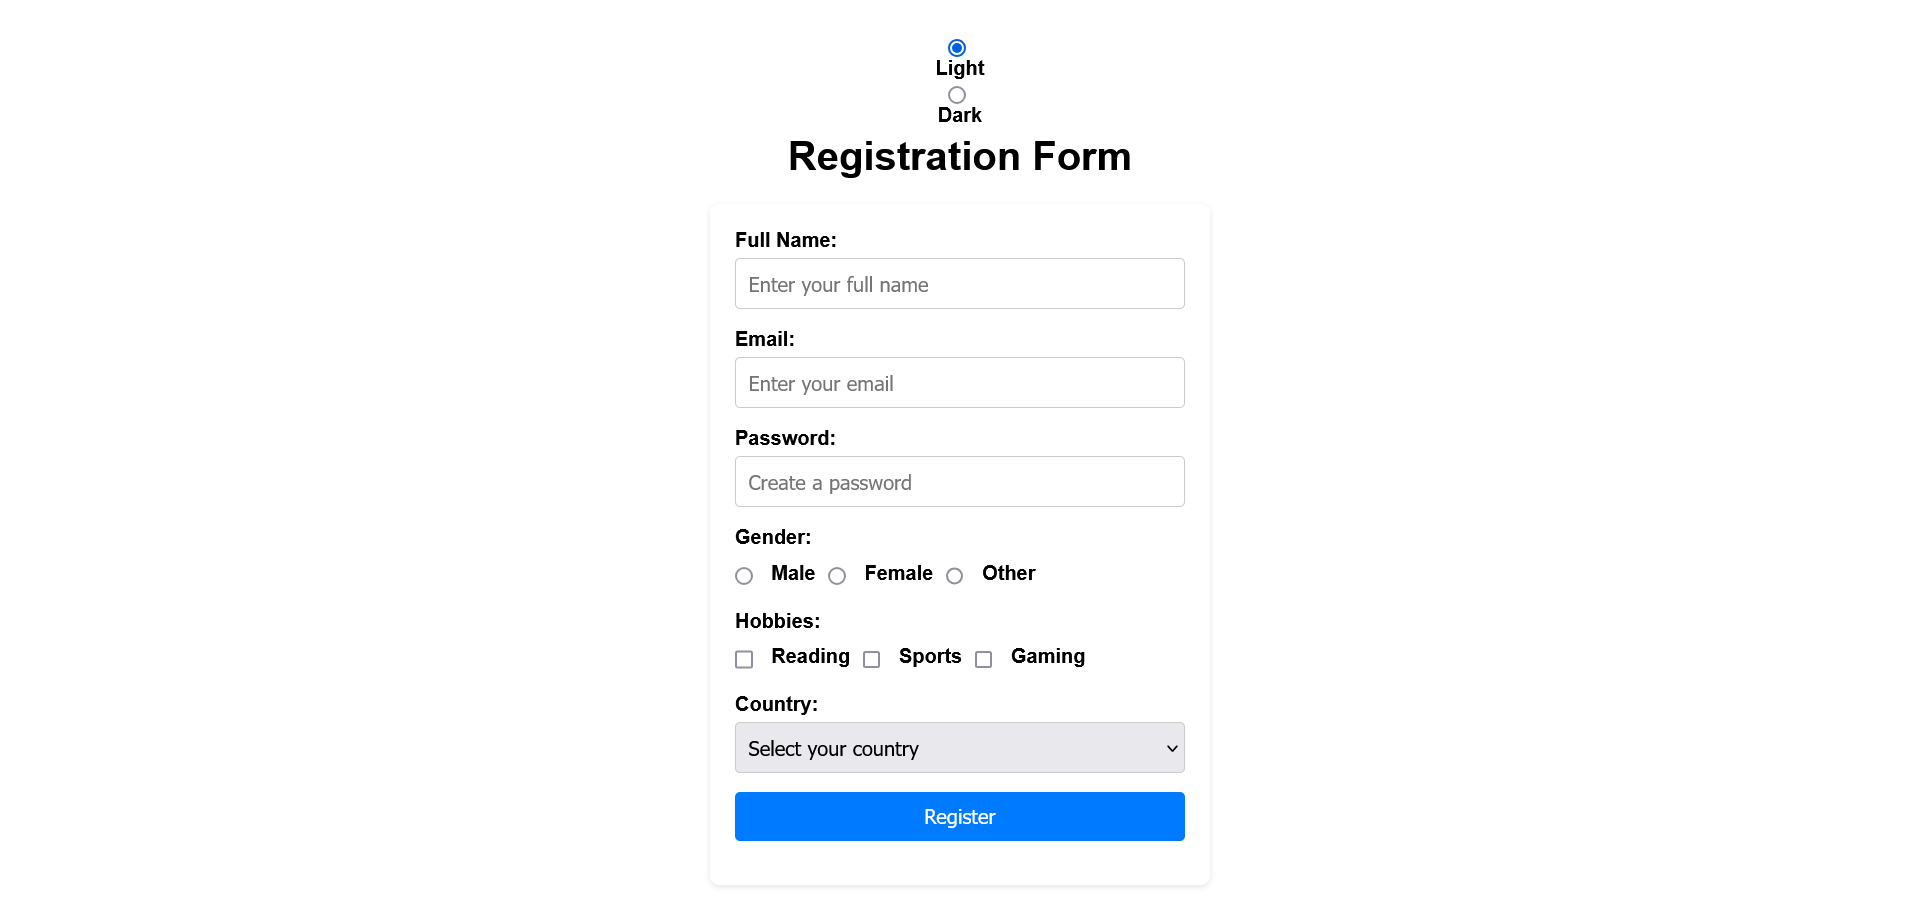 Light
Dark
Registration Form
Full Name:
Enter your full name
Email:
Enter your email
Password:
Create a password
Gender:
Male Female Other
Hobbies:
Reading Sports Gaming
Country:
Select your country
Register